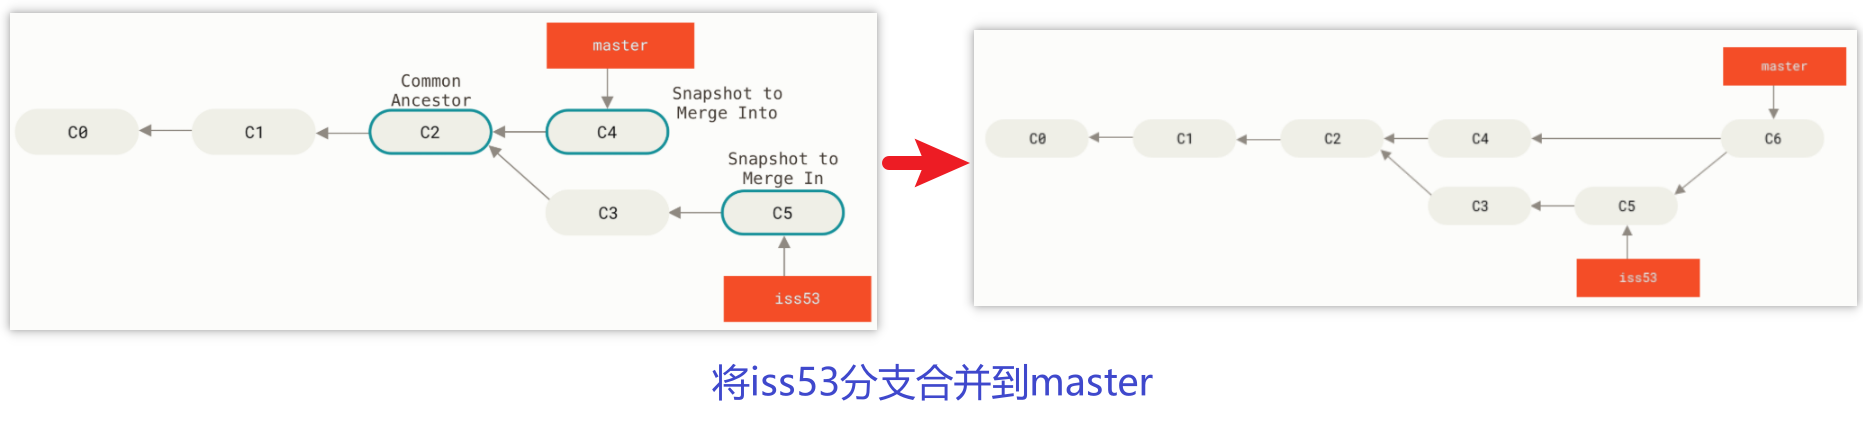 master
Common
Ancestor
Snapshot to
Merge Into
C0
C1
C2
C4
Snapshot to
Merge In
C3
C5
iss53
master
C0
C1
C2
C4
C6
C3
C5
iss53
将iss53分支合并到master